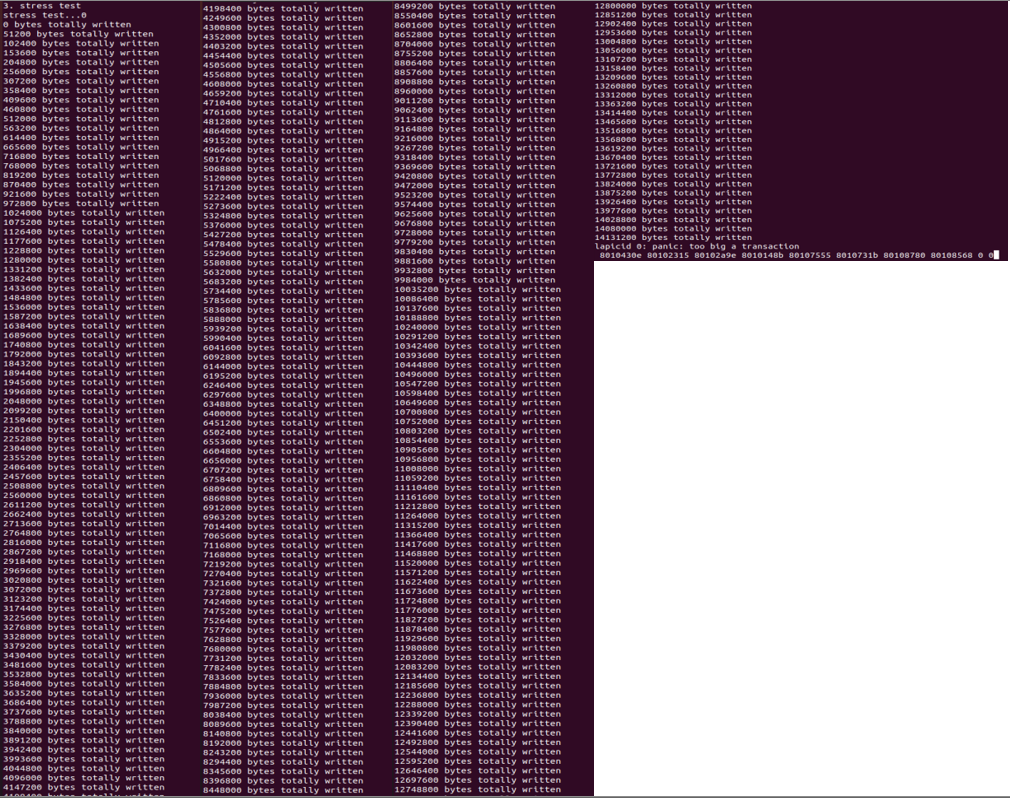 3. stress test
stress test...0
0 bytes totally written
51200 bytes totally written
102400 bytes totally written
153600 bytes totally written
204800 bytes totally written
256000 bytes totally written
307200 bytes totally written
358400 bytes totally written
409600 bytes totally written
460800 bytes totally written
512000 bytes totally written
563200 bytes totally written
614400 bytes totally written
665600 bytes totally written
716800 bytes totally written
768000 bytes totally written
819200 bytes totally written
870400 bytes totally written
921600 bytes totally written
972800 bytes totally written
1024000 bytes totally written
1075200 bytes totally written
1126400 bytes totally written
1177600 bytes totally written
1228800 bytes totally written
1280000 bytes totally written
1331200 bytes totally written
1382400 bytes totally written
1433600 bytes totally written
1484800 bytes totally written
1536000 bytes totally written
1587200 bytes totally written
1638400 bytes totally written
1689600 bytes totally written
1740800 bytes totally written
1792000 bytes totally written
1843200 bytes totally written
1894400 bytes totally written
1945600 bytes totally written
1996800 bytes totally written
2048000 bytes totally written
2099200 bytes totally written
2150400 bytes totally written
2201600 bytes totally written
2252800 bytes totally written
2304000 bytes totally written
2355200 bytes totally written
2406400 bytes totally written
2457600 bytes totally written
2508800 bytes totally written
2560000 bytes totally written
2611200 bytes totally written
2662400 bytes totally written
2713600 bytes totally written
2764800 bytes totally written
2816000 bytes totally written
2867200 bytes totally written
2918400 bytes totally written
2969600 bytes totally written
3020800 bytes totally written
3072000 bytes totally written
3123200 bytes totally written
3174400 bytes totally written
3225600 bytes totally written
3276800 bytes totally written
3328000 bytes totally written
3379200 bytes totally written
3430400 bytes totally written
3481600 bytes totally written
3532800 bytes totally written
3584000 bytes totally written
3635200 bytes totally written
3686400 bytes totally written
3737600 bytes totally written
3788800 bytes totally written
3840000 bytes totally written
3891200 bytes totally written
3942400 bytes totally written
3993600 bytes totally written
4044800 bytes totally written
4096000 bytes totally written
4147200 bytes totally written
4198400 bytes totally written
4249600 bytes totally written
4300800 bytes totally written
4352000 bytes totally written
4403200 bytes totally written
4454400 bytes totally written
4505600 bytes totally written
4556800 bytes totally written
4608000 bytes totally written
4659200 bytes totally written
4710400 bytes totally written
4761600 bytes totally written
4812800 bytes totally written
4864000 bytes totally written
4915200 bytes totally written
4966400 bytes totally written
5017600 bytes totally written
5068800 bytes totally written
5120000 bytes totally written
5171200 bytes totally written
5222400 bytes totally written
5273600 bytes totally written
5324800 bytes totally written
5376000 bytes totally written
5427200 bytes totally written
5478400 bytes totally written
5529600 bytes totally written
5580800 bytes totally written
5632000 bytes totally written
5683200 bytes totally written
5734400 bytes totally written
5785600 bytes totally written
5836800 bytes totally written
5888000 bytes totally written
5939200 bytes totally written
5990400 bytes totally written
6041600 bytes totally written
6092800 bytes totally written
6144000 bytes totally written
6195200 bytes totally written
6246400 bytes totally written
6297600 bytes totally written
6348800 bytes totally written
6400000 bytes totally written
6451200 bytes totally written
6502400 bytes totally written
6553600 bytes totally written
6604800 bytes totally written
6656000 bytes totally written
6707200 bytes totally written
6758400 bytes totally written
6809600 bytes totally written
6860800 bytes totally written
6912000 bytes totally written
6963200 bytes totally written
7014400 bytes totally written
7065600 bytes totally written
7116800 bytes totally written
7168000 bytes totally written
7219200 bytes totally written
7270400 bytes totally written
7321600 bytes totally written
7372800 bytes totally written
7424000 bytes totally written
7475200 bytes totally written
7526400 bytes totally written
7577600 bytes totally written
7628800 bytes totally written
7680000 bytes totally written
7731200 bytes totally written
7782400 bytes totally written
7833600 bytes totally written
7884800 bytes totally written
7936000 bytes totally written
7987200 bytes totally written
8038400 bytes totally written
8089600 bytes totally written
8140800 bytes totally written
8192000 bytes totally written
8243200 bytes totally written
8294400 bytes totally written
8345600 bytes totally written
8396800 bytes totally written
8448000 bytes totally written
8499200 bytes totally written
8550400 bytes totally written
8601600 bytes totally written
8652800 bytes totally written
8704000 bytes totally written
8755200 bytes totally written
8806400 bytes totally written
8857600 bytes totally written
8908800 bytes totally written
8960000 bytes totally written
9011200 bytes totally written
9062400 bytes totally written
9113600 bytes totally written
9164800 bytes totally written
9216000 bytes totally written
9267200 bytes totally written
9318400 bytes totally written
9369600 bytes totally written
9420800 bytes totally written
9472000 bytes totally written
9523200 bytes totally written
9574400 bytes totally written
9625600 bytes totally written
9676800 bytes totally written
9728000 bytes totally written
9779200 bytes totally written
9830400 bytes totally written
9881600 bytes totally written
9932800 bytes totally written
9984000 bytes totally written
10035200 bytes totally written
10086400 bytes totally written
10137600 bytes totally written
10188800 bytes totally written
10240000 bytes totally written
10291200 bytes totally written
10342400 bytes totally written
10393600 bytes totally written
10444800 bytes totally written
10496000 bytes totally written
10547200 bytes totally written
10598400 bytes totally written
10649600 bytes totally written
10700800 bytes totally written
10752000 bytes totally written
10803200 bytes totally written
10854400 bytes totally written
10905600 bytes totally written
10956800 bytes totally written
11008000 bytes totally written
11059200 bytes totally written
11110400 bytes totally written
11161600 bytes totally written
11212800 bytes totally written
11264000 bytes totally written
11315200 bytes totally written
11366400 bytes totally written
11417600 bytes totally written
11468800 bytes totally written
11520000 bytes totally written
11571200 bytes totally written
11622400 bytes totally written
11673600 bytes totally written
11724800 bytes totally written
11776000 bytes totally written
11827200 bytes totally written
11878400 bytes totally written
11929600 bytes totally written
11980800 bytes totally written
12032000 bytes totally written
12083200 bytes totally written
12134400 bytes totally written
12185600 bytes totally written
12236800 bytes totally written
12288000 bytes totally written
12339200 bytes totally written
12390400 bytes totally written
12441600 bytes totally written
12492800 bytes totally written
12544000 bytes totally written
12595200 bytes totally written
12646400 bytes totally written
12697600 bytes totally written
12748800 bytes totally written
12800000 bytes totally written
12851200 bytes totally written
12902400 bytes totally written
12953600 bytes totally written
13004800 bytes totally written
13056000 bytes totally written
13107200 bytes totally written
13158400 bytes totally written
13209600 bytes totally written
13260800 bytes totally written
13312000 bytes totally written
13363200 bytes totally written
13414400 bytes totally written
13465600 bytes totally written
13516800 bytes totally written
13568000 bytes totally written
13619200 bytes totally written
13670400 bytes totally written
13721600 bytes totally written
13772800 bytes totally written
13824000 bytes totally written
13875200 bytes totally written
13926400 bytes totally written
13977600 bytes totally written
14028800 bytes totally written
14080000 bytes totally written
14131200 bytes totally written
lapicid 0: panic: too big a transaction
8010430e 80102315 80102a9e 8010148b 80107555 8010731b 80108780 80108568 0 0